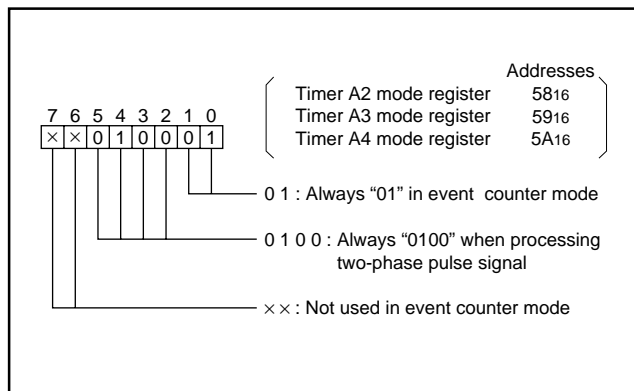 Addresses
Timer A2 mode register 5816
Timer A3 mode register 5916
Timer A4 mode register 5A16
7 6 5 4 3 2 1 0
× × 0 1 0 0 0 1
0 1 : Always “01” in event counter mode
0 1 0 0 : Always “0100” when processing
two-phase pulse signal
× × : Not used in event counter mode